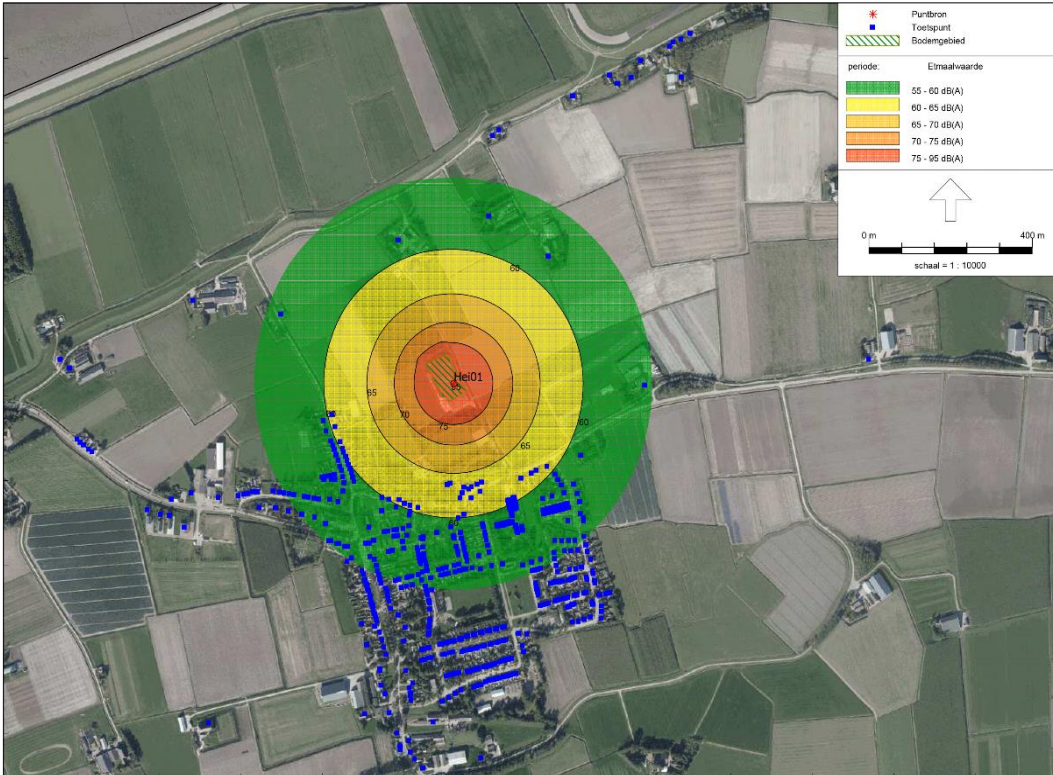 Puntbron
Toetspunt
Bodemgebied
periode: Etmaalwaarde
55 - 60 dB(A)
60 - 65 dB(A)
65 - 70 dB(A)
70 - 75 dB(A)
75 - 95 dB(A)
0 m 400 m
schaal = 1 : 10000
60
Hei01
65
70
75
65
60
60